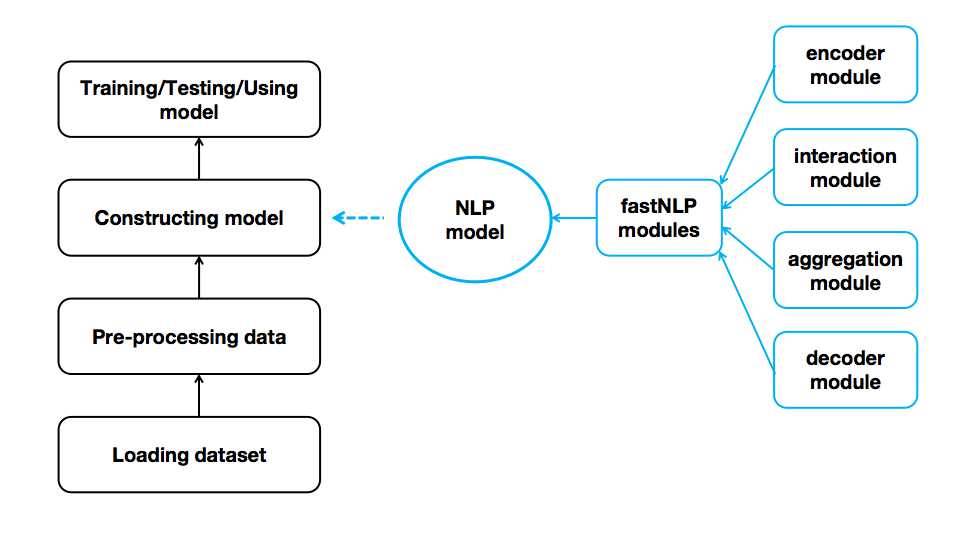 Training/Testing/Using
model
Constructing model
Pre-processing data
Loading dataset
NLP
model
fastNLP
modules
encoder
module
interaction
module
aggregation
module
decoder
module